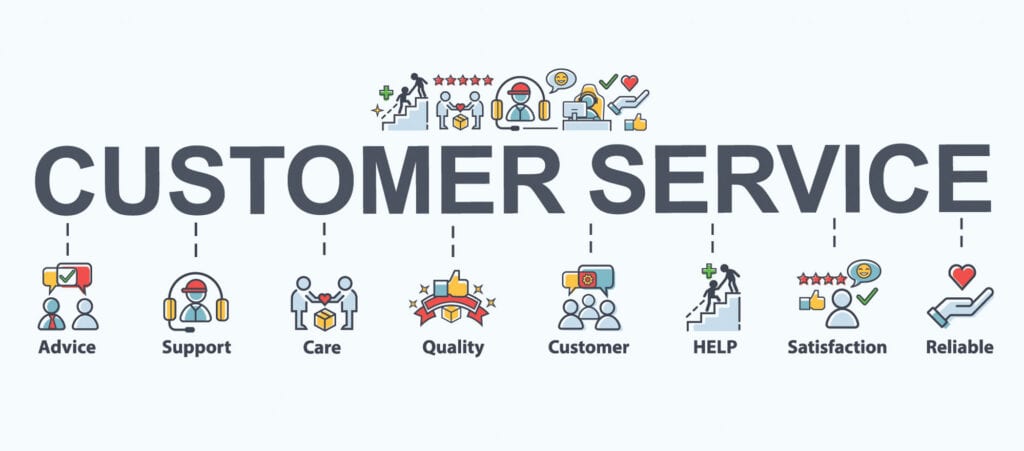 CUSTOMER SERVICE
Advice Support Care Quality Customer HELP Satisfaction Reliable